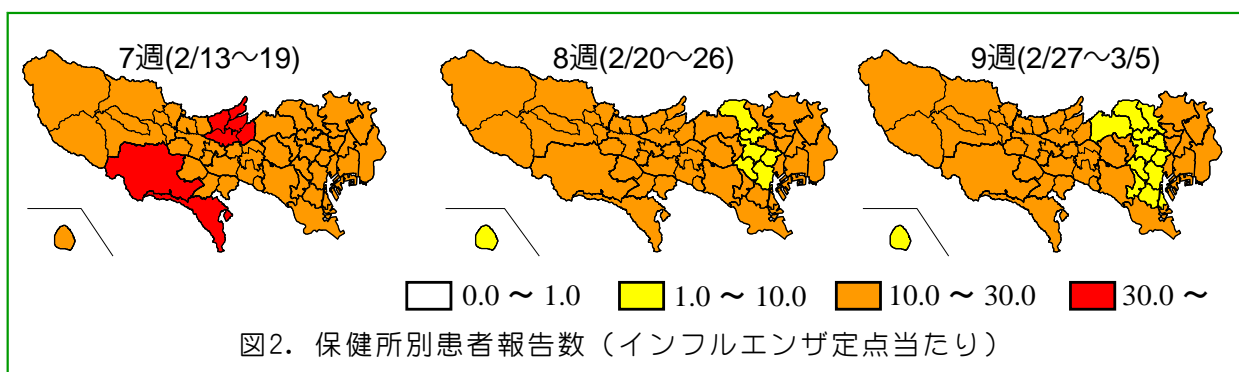 7週(2/13～19)
8週(2/20～26)
9週(2/27～3/5)
0.0 ～ 1.0
1.0 ～ 10.0
10.0 ～ 30.0
30.0 ～
図2. 保健所別患者報告数（インフルエンザ定点当たり）